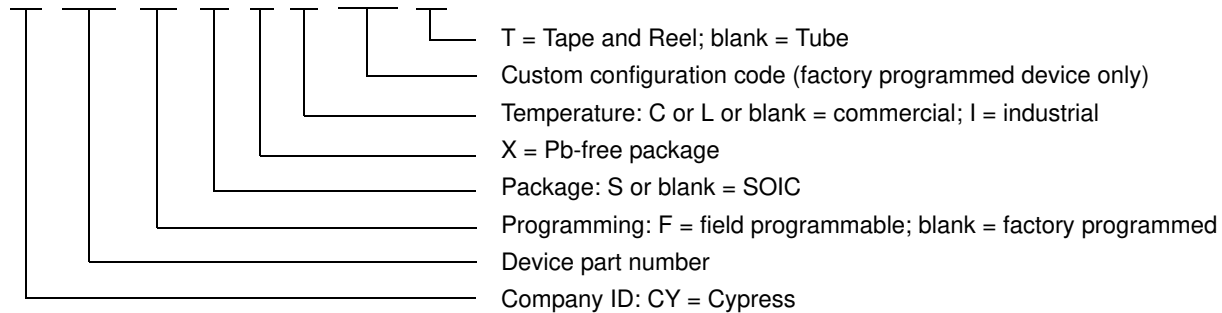 T = Tape and Reel; blank = Tube
Custom configuration code (factory programmed device only)
Temperature: C or L or blank = commercial; I = industrial
X = Pb-free package
Package: S or blank = SOIC
Programming: F = field programmable; blank = factory programmed
Device part number
Company ID: CY = Cypress